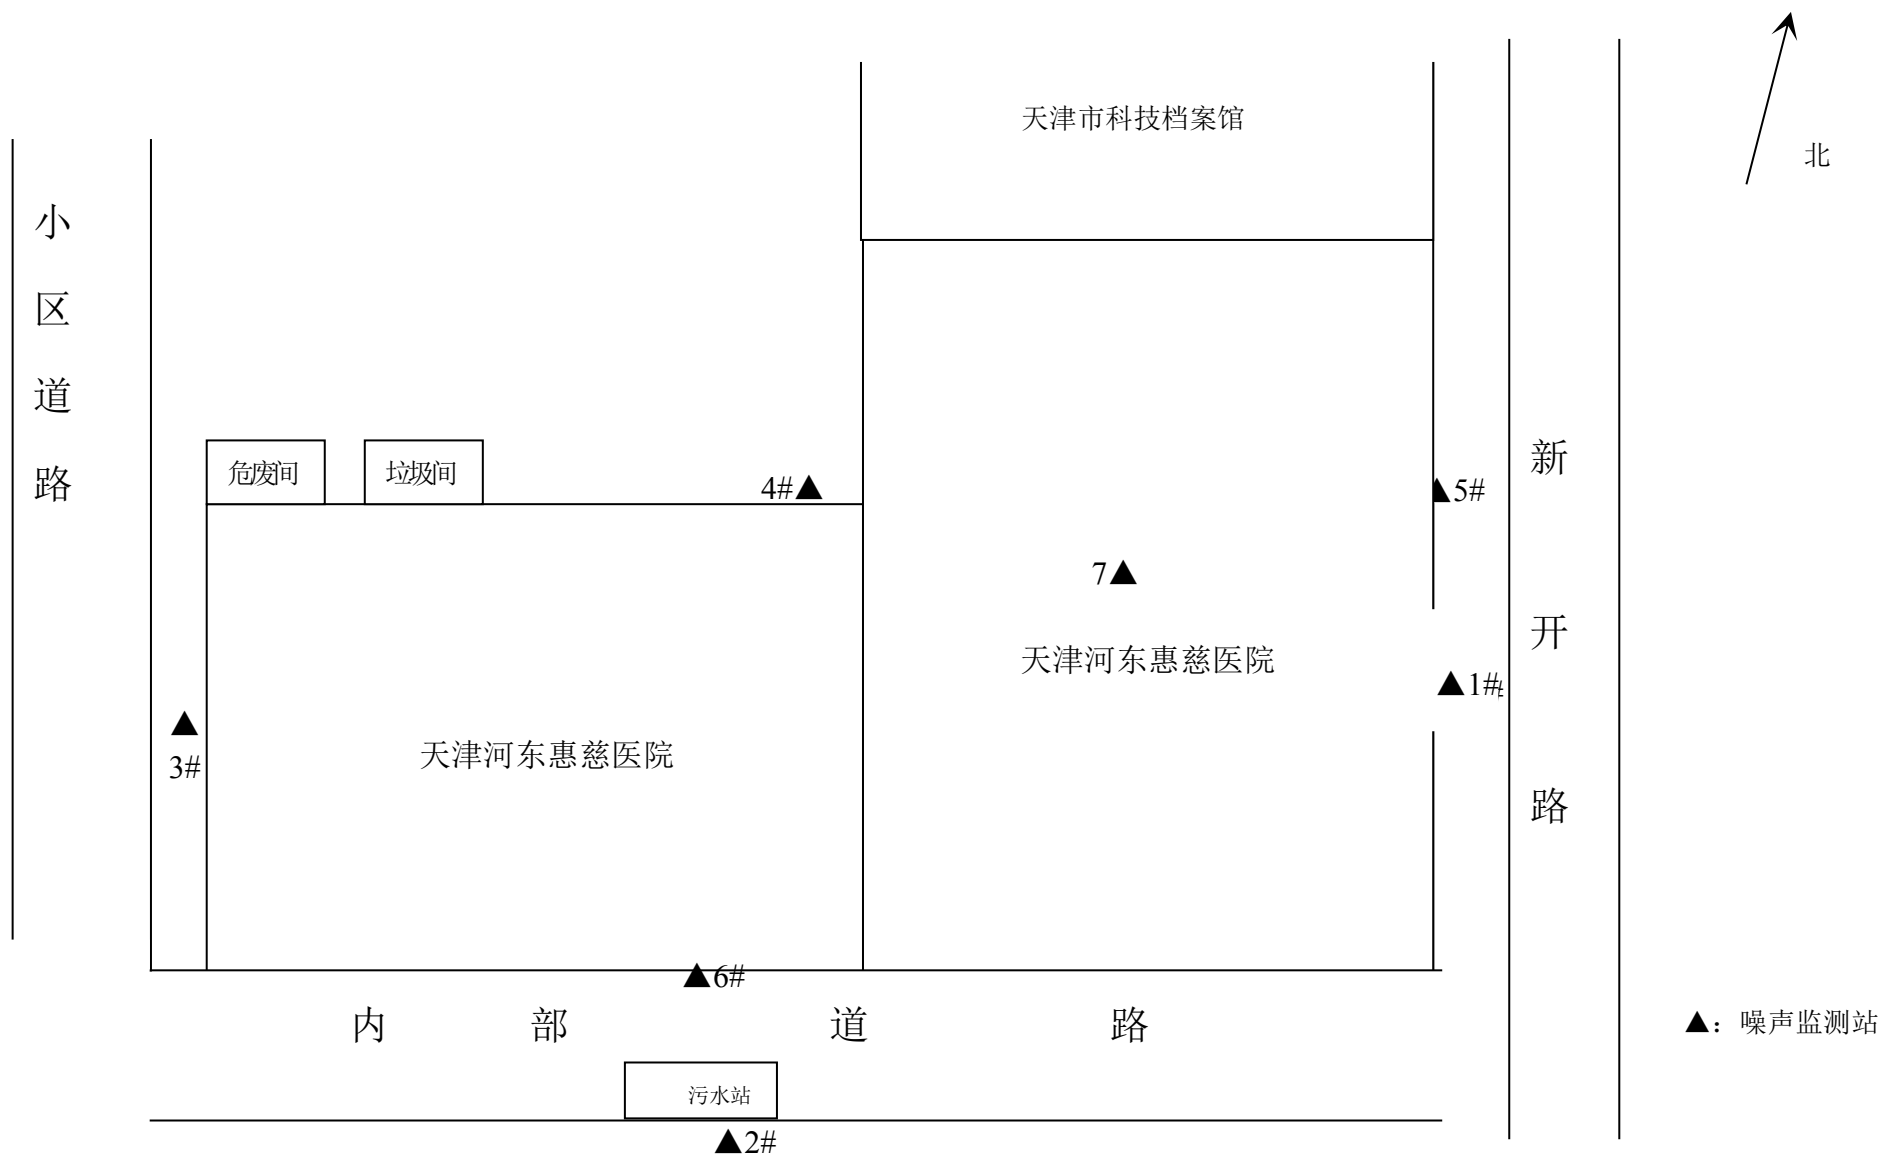 天津市科技档案馆
北
小区道路
危废间
垃圾间
4#▲
▲5#
7▲
新开路
天津河东惠慈医院
▲1#
▲
3#
天津河东惠慈医院
▲6#
内部道路
▲：噪声监测站
污水站
▲2#